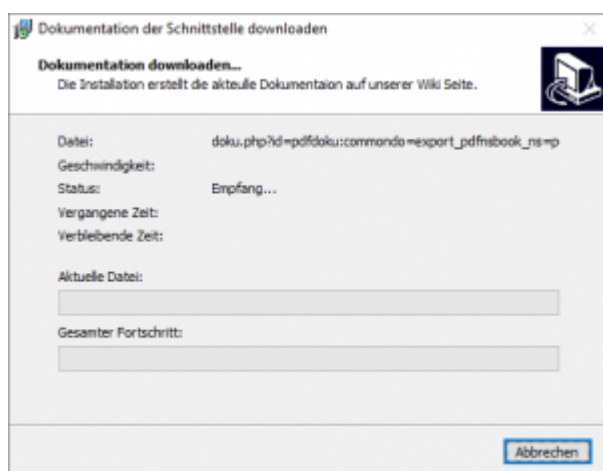 Dokumentation der Schnittstelle downloaden
Dokumentation downloaden...
Die Installation erstellt die akteulle Dokumentaion auf unserer Wiki Seite.
Datei: doku.php?id=pdfdoku:commondo=export_pdfnsbook_ns=p
Geschwindigkeit:
Status: Empfang...
Vergangene Zeit:
Verbleibende Zeit:
Aktuelle Datei:
Gesamter Fortschritt:
Abbrechen